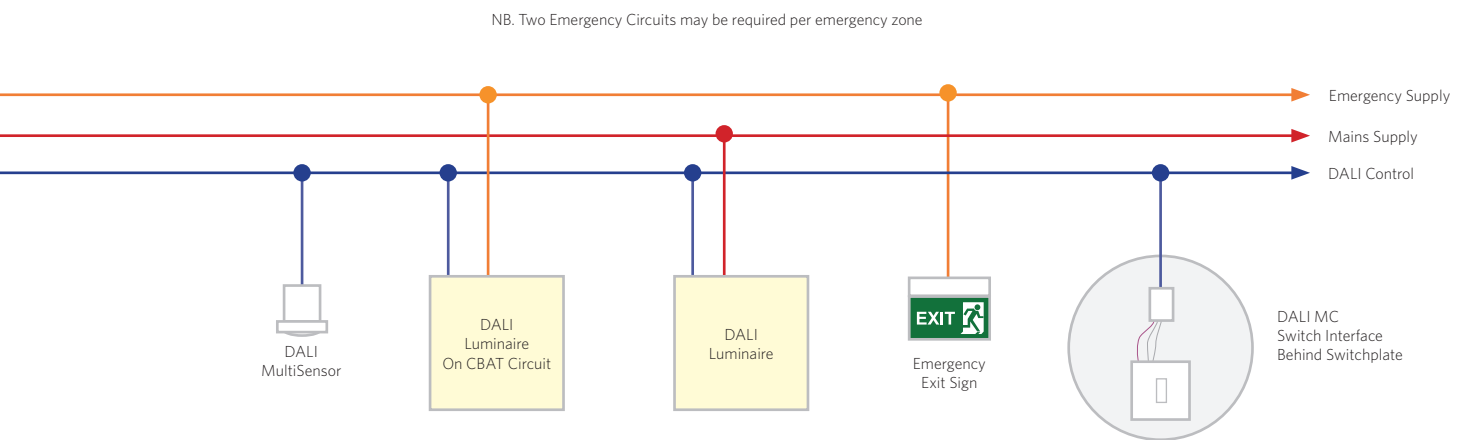 NB. Two Emergency Circuits may be required per emergency zone
Emergency Supply
Mains Supply
DALI Control
DALI
MultiSensor
DALI
Luminaire
On CBAT Circuit
DALI
Luminaire
EXIT
Emergency
Exit Sign
DALI MC
Switch Interface
Behind Switchplate